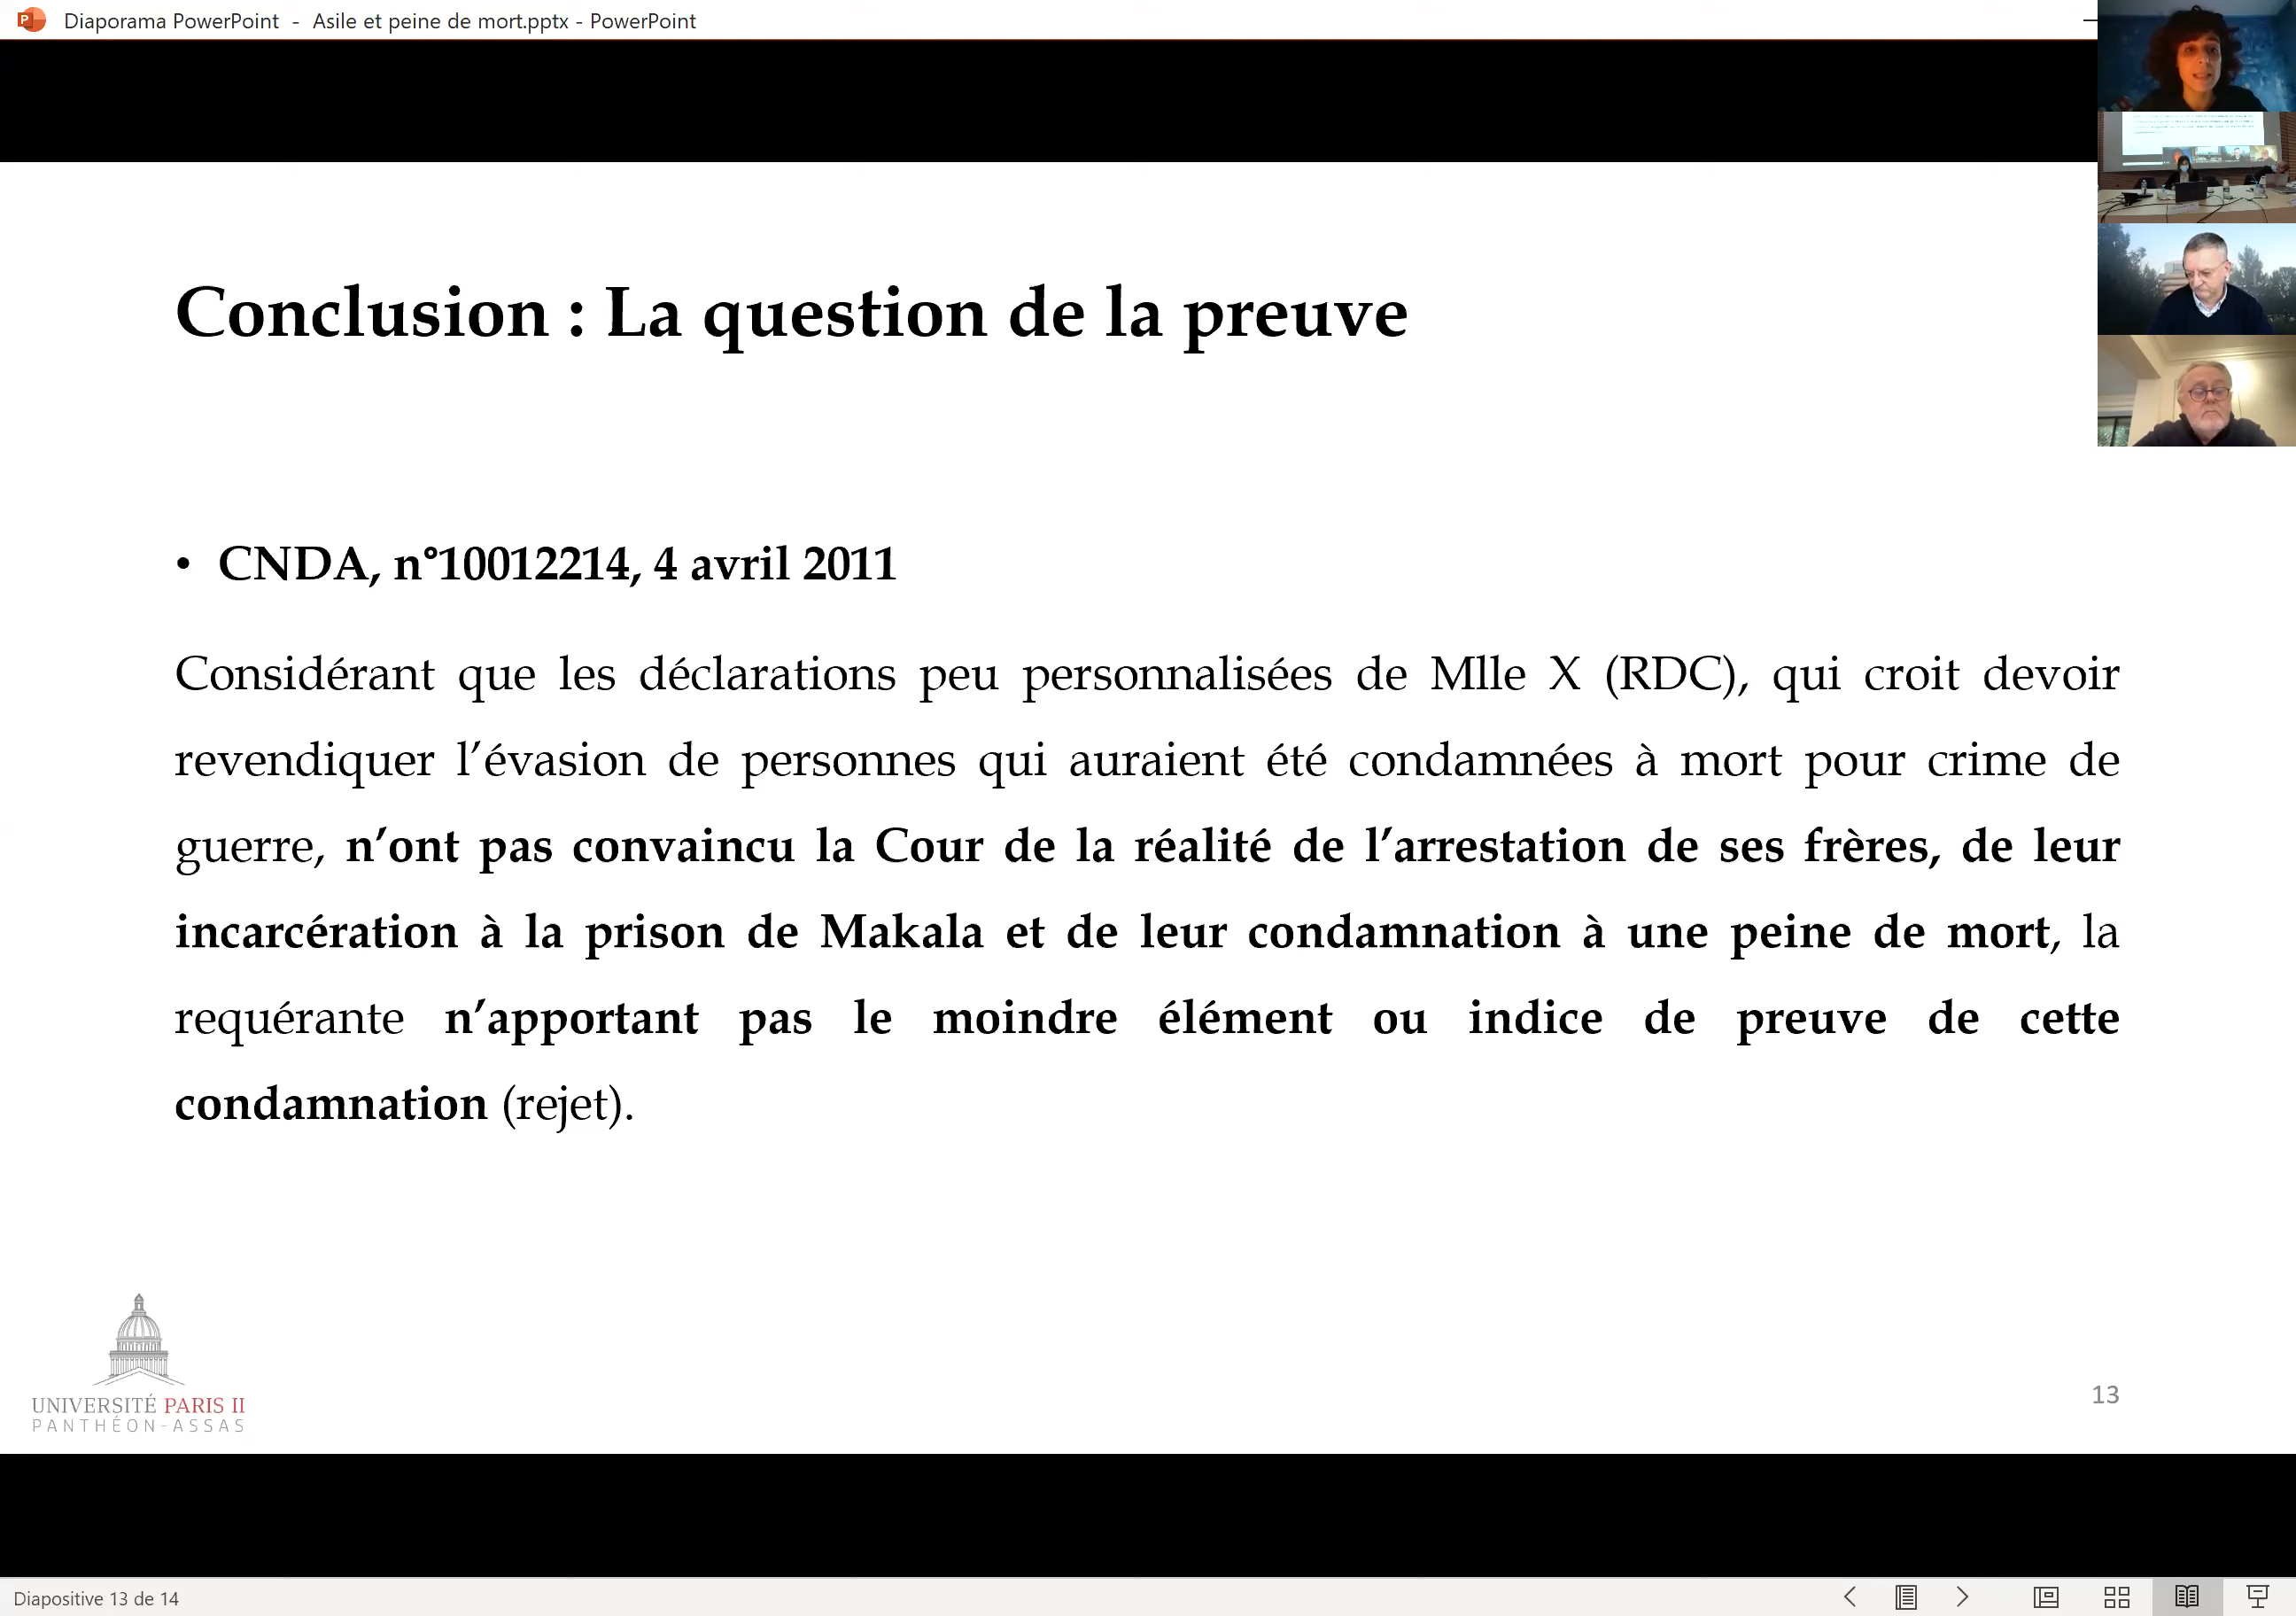 Diaporama PowerPoint - Asile et peine de mort.pptx - PowerPoint
Conclusion : La question de la preuve
• CNDA, n°10012214, 4 avril 2011
Considérant que les déclarations peu personnalisées de Mlle X (RDC), qui croit devoir
revendiquer l’évasion de personnes qui auraient été condamnées à mort pour crime de
guerre, n’ont pas convaincu la Cour de la réalité de l’arrestation de ses frères, de leur
incarcération à la prison de Makala et de leur condamnation à une peine de mort, la
requérante n’apportant pas le moindre élément ou indice de preuve de cette
condamnation (rejet).
UNIVERSITÉ PARIS II
PANTHÉON-ASSAS
13
Diapositive 13 de 14